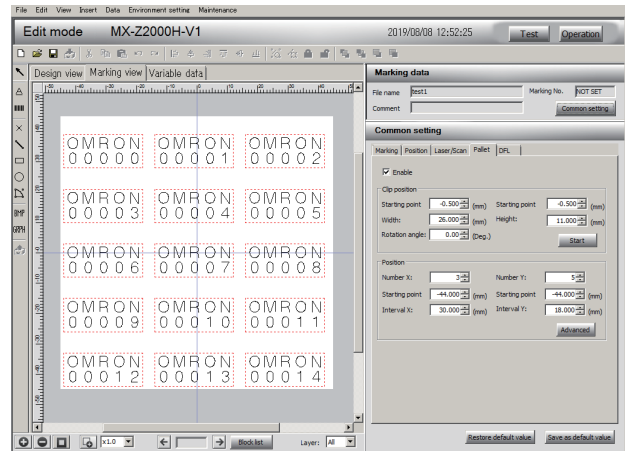 File Edit View Insert Data Environment setting Maintenance
Edit mode MX-Z2000H-V1 2019/08/08 12:52:25 Test Operation
Design view Marking view Variable data
OMRON OMRON OMRON
00000 00001 00002
OMRON OMRON OMRON
00003 00004 00005
OMRON OMRON OMRON
00006 00007 00008
OMRON OMRON OMRON
00009 00010 00011
OMRON OMRON OMRON
00012 00013 00014
BMP
GRPH
x1.0 Block list Layer: All
Marking data
File name test1 Marking No. NOT SET
Comment Common setting
Common setting
Marking Position Laser/Scan Pallet DFL
Enable
Clip position
Starting point -0.500 (mm) Starting point -0.500 (mm)
Width: 26.000 (mm) Height: 11.000 (mm)
Rotation angle: 0.00 (Deg.)
Start
Position
Number X: 3 Number Y: 5
Starting point -44.000 (mm) Starting point -44.000 (mm)
Interval X: 30.000 (mm) Interval Y: 18.000 (mm)
Advanced
Restore default value Save as default value